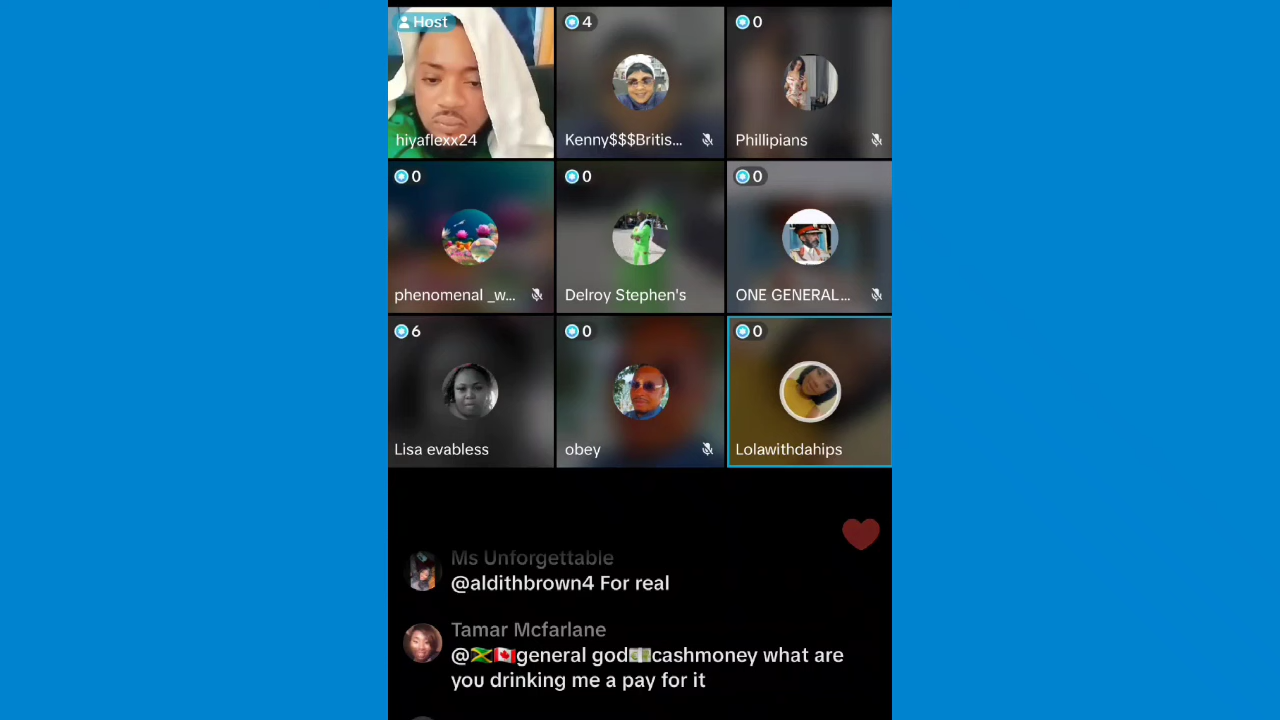 Host
4
0
hiyaflexx24
Kenny$$$Britis...
Phillipians
0
0
0
phenomenal _w...
Delroy Stephen's
ONE GENERAL...
6
0
0
Lisa evabless
obey
Lolawithdahips
Ms Unforgettable
@aldithbrown4 For real
Tamar Mcfarlane
@🇯🇲🇨🇦general god💵cashmoney what are
you drinking me a pay for it